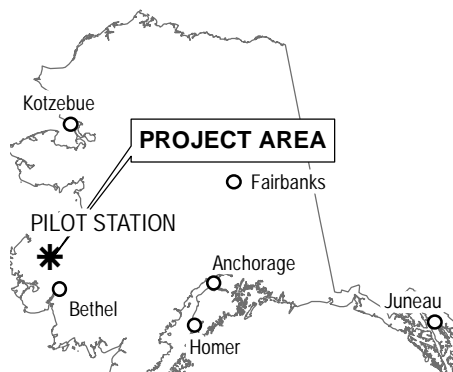 Kotzebue
PROJECT AREA
Fairbanks
PILOT STATION
Anchorage
Bethel
Juneau
Homer